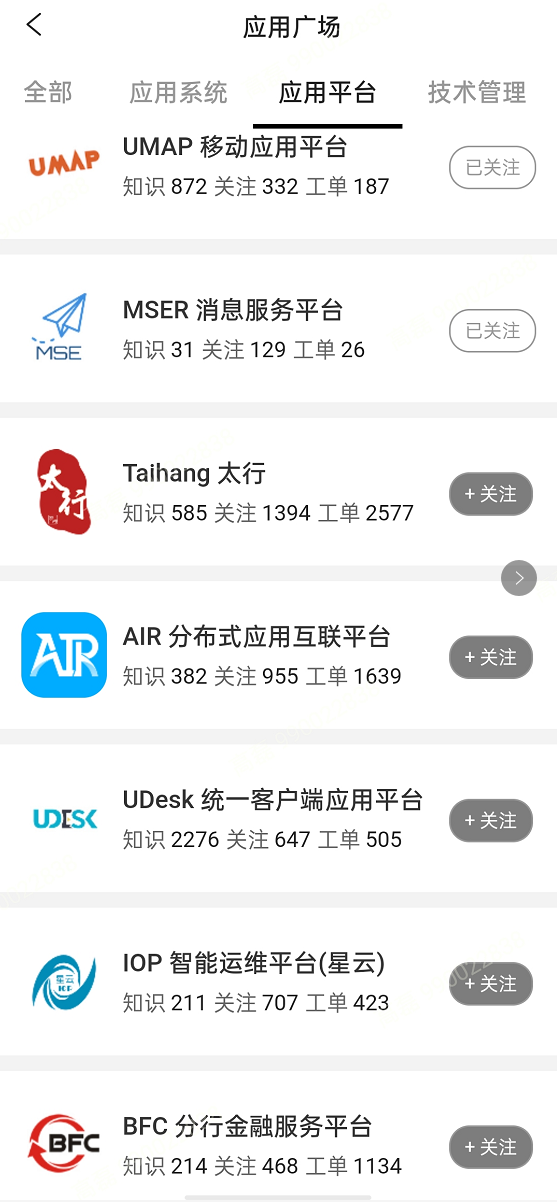 应用广场
全部 应用系统 应用平台 技术管理
UMAP
UMAP 移动应用平台
知识 872 关注 332 工单 187
已关注
MSE
MSER 消息服务平台
知识 31 关注 129 工单 26
已关注
太行
Taihang 太行
知识 585 关注 1394 工单 2577
+ 关注
AIR
AIR 分布式应用互联平台
知识 382 关注 955 工单 1639
+ 关注
UDESK
UDesk 统一客户端应用平台
知识 2276 关注 647 工单 505
+ 关注
星云
IOP
IOP 智能运维平台(星云)
知识 211 关注 707 工单 423
+ 关注
BFC
BFC 分行金融服务平台
知识 214 关注 468 工单 1134
+ 关注